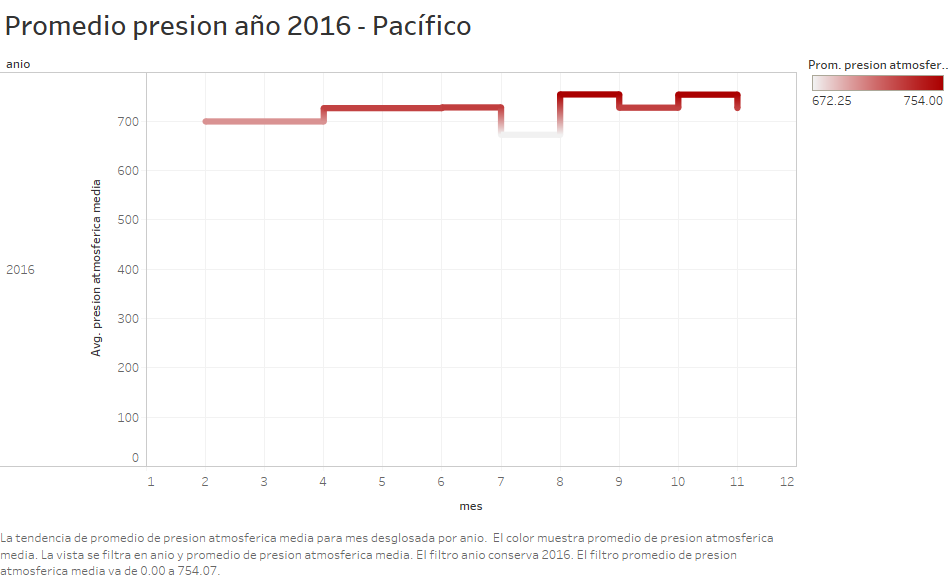 Promedio presion año 2016 - Pacífico
anio
Prom. presion atmosfer..
672.25 754.00
2016
Avg. presion atmosferica media
700
600
500
400
300
200
100
0
1 2 3 4 5 6 7 8 9 10 11 12
mes
La tendencia de promedio de presion atmosferica media para mes desglosada por anio. El color muestra promedio de presion atmosferica
media. La vista se filtra en anio y promedio de presion atmosferica media. El filtro anio conserva 2016. El filtro promedio de presion
atmosferica media va de 0.00 a 754.07.